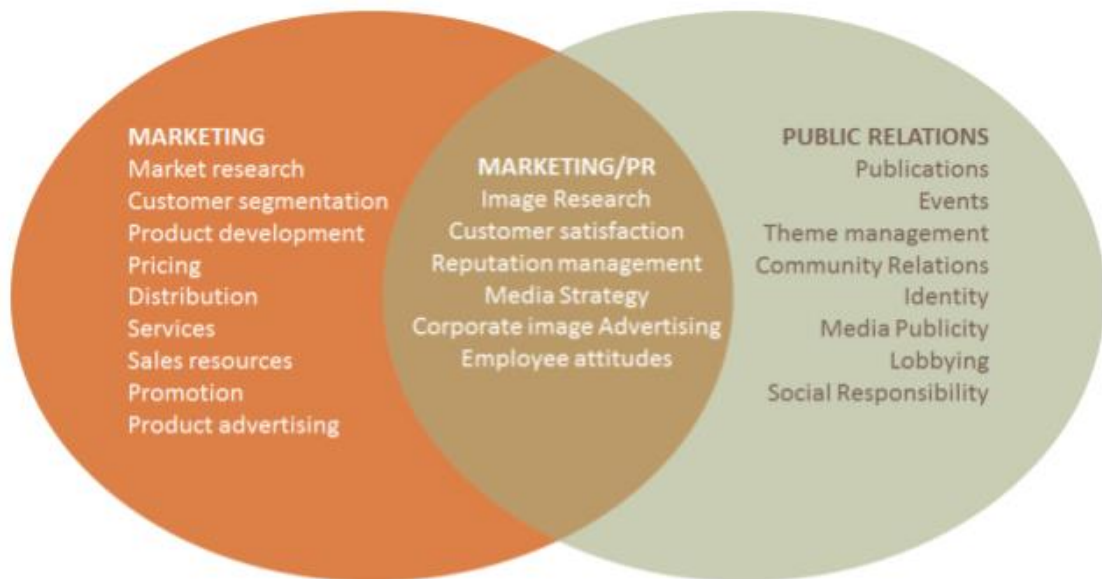 MARKETING
Market research
Customer segmentation
Product development
Pricing
Distribution
Services
Sales resources
Promotion
Product advertising
MARKETING/PR
Image Research
Customer satisfaction
Reputation management
Media Strategy
Corporate image Advertising
Employee attitudes
PUBLIC RELATIONS
Publications
Events
Theme management
Community Relations
Identity
Media Publicity
Lobbying
Social Responsibility